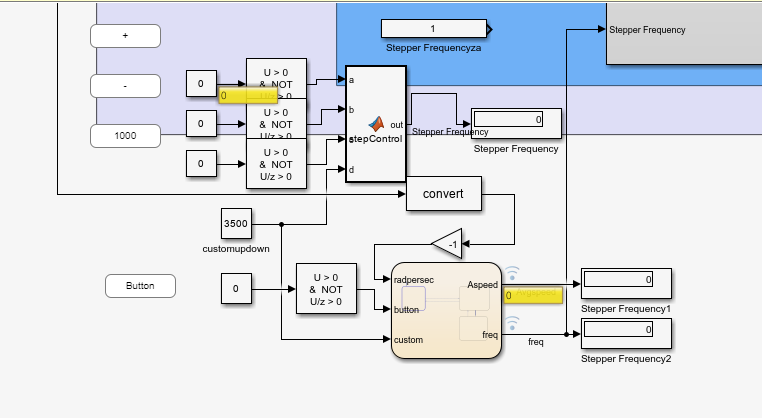 +
1
Stepper Frequency
Stepper Frequencyza
U > 0
& NOT
U/z > 0
-
0
0
a
0
U > 0
& NOT
U/z > 0
b
out
0
1000
stepControl
Stepper Frequency
Stepper Frequency
0
U > 0
& NOT
U/z > 0
d
convert
3500
customupdown
-1
Button
0
U > 0
& NOT
U/z > 0
radpersec
button
custom
Aspeed
freq
0
0
Stepper Frequency1
0
Stepper Frequency2
freq